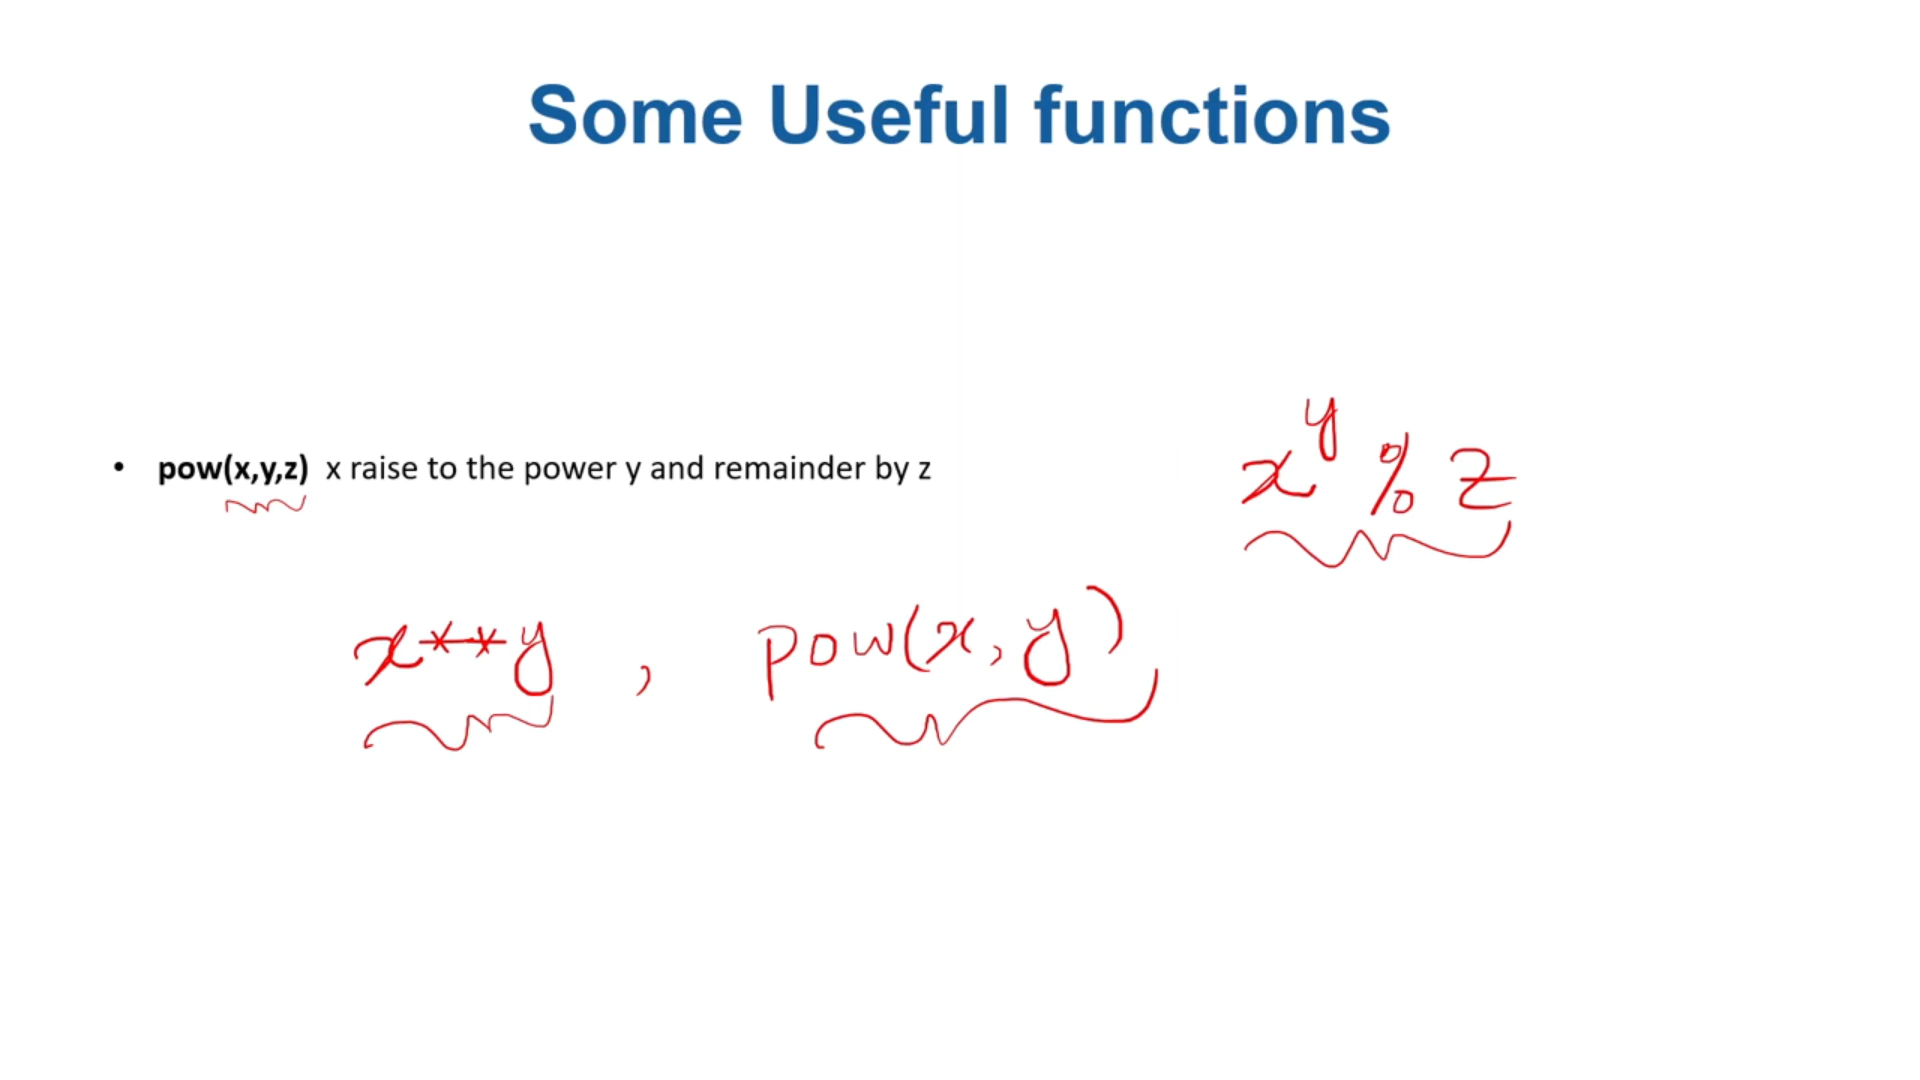 Some Useful functions
x^y % z
• pow(x,y,z) x raise to the power y and remainder by z
x**y , pow(x,y)